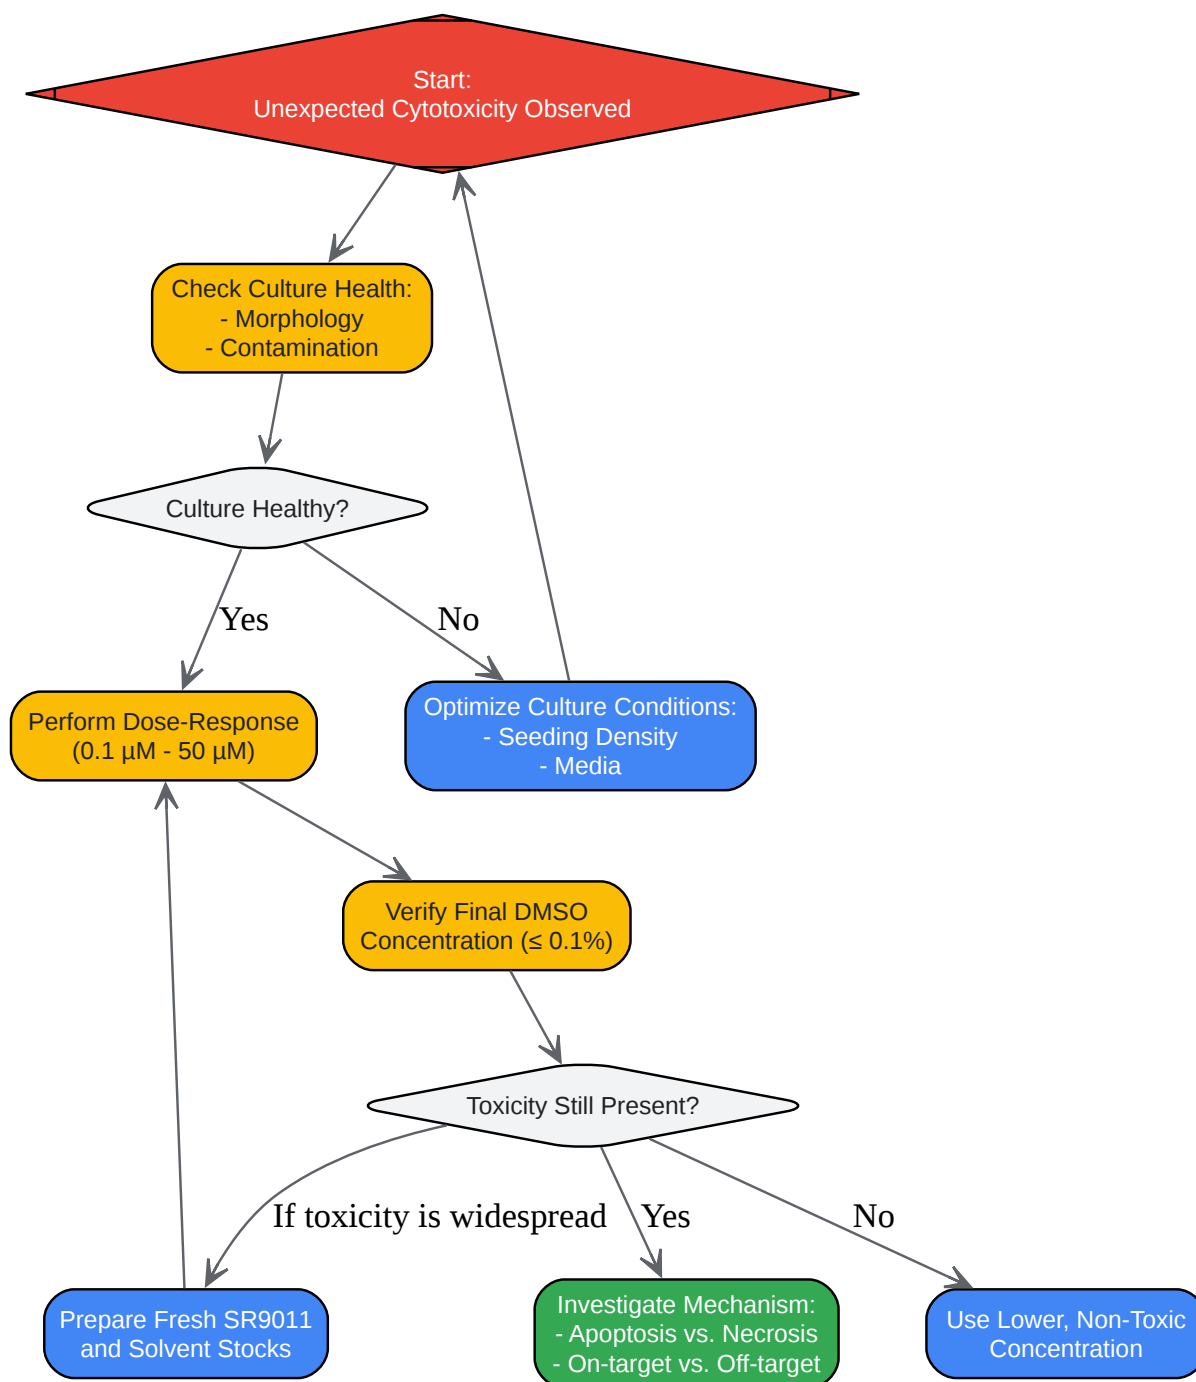 Start:
Unexpected Cytotoxicity Observed
Check Culture Health:
- Morphology
- Contamination
Culture Healthy?
Yes
No
Perform Dose-Response
(0.1 µM - 50 µM)
Optimize Culture Conditions:
- Seeding Density
- Media
Verify Final DMSO
Concentration (≤ 0.1%)
Toxicity Still Present?
If toxicity is widespread
Yes
No
Prepare Fresh SR9011
and Solvent Stocks
Investigate Mechanism:
- Apoptosis vs. Necrosis
- On-target vs. Off-target
Use Lower, Non-Toxic
Concentration